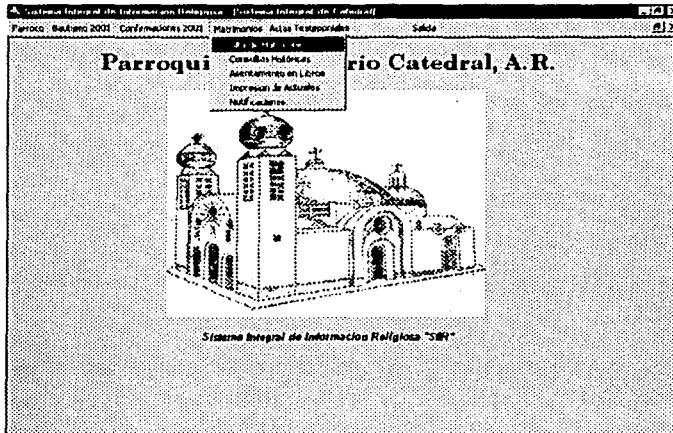 Sistema Integral de Informacion Religiosa - [Sistema Integral de Catedral]
Parroco Bautismo 2001 Confirmaciones 2001 Matrimonios Actas Testimoniales Salida
Consultas Históricas
Asentamiento en Libros
Impresion de Actuales
Notificaciones
Parroqui rio Catedral, A.R.
Sistema Integral de Informacion Religiosa "SIIR"